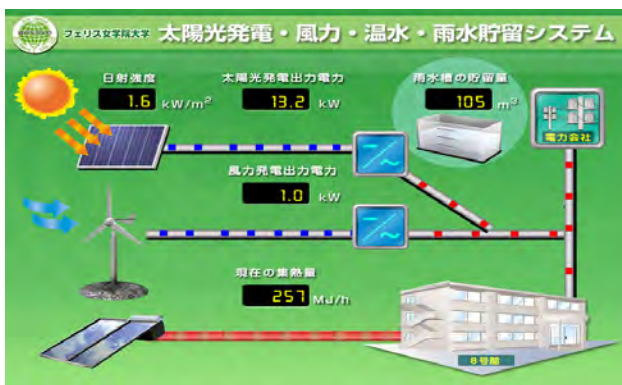 フェリス女学院大学 太陽光発電・風力・温水・雨水貯留システム
日射強度 太陽光発電出力電力 雨水槽の貯留量
1.6 kW/m² 13.2 kW 105 m³
電力会社
風力発電出力電力
1.0 kW
現在の集熱量
257 MJ/h
8号館